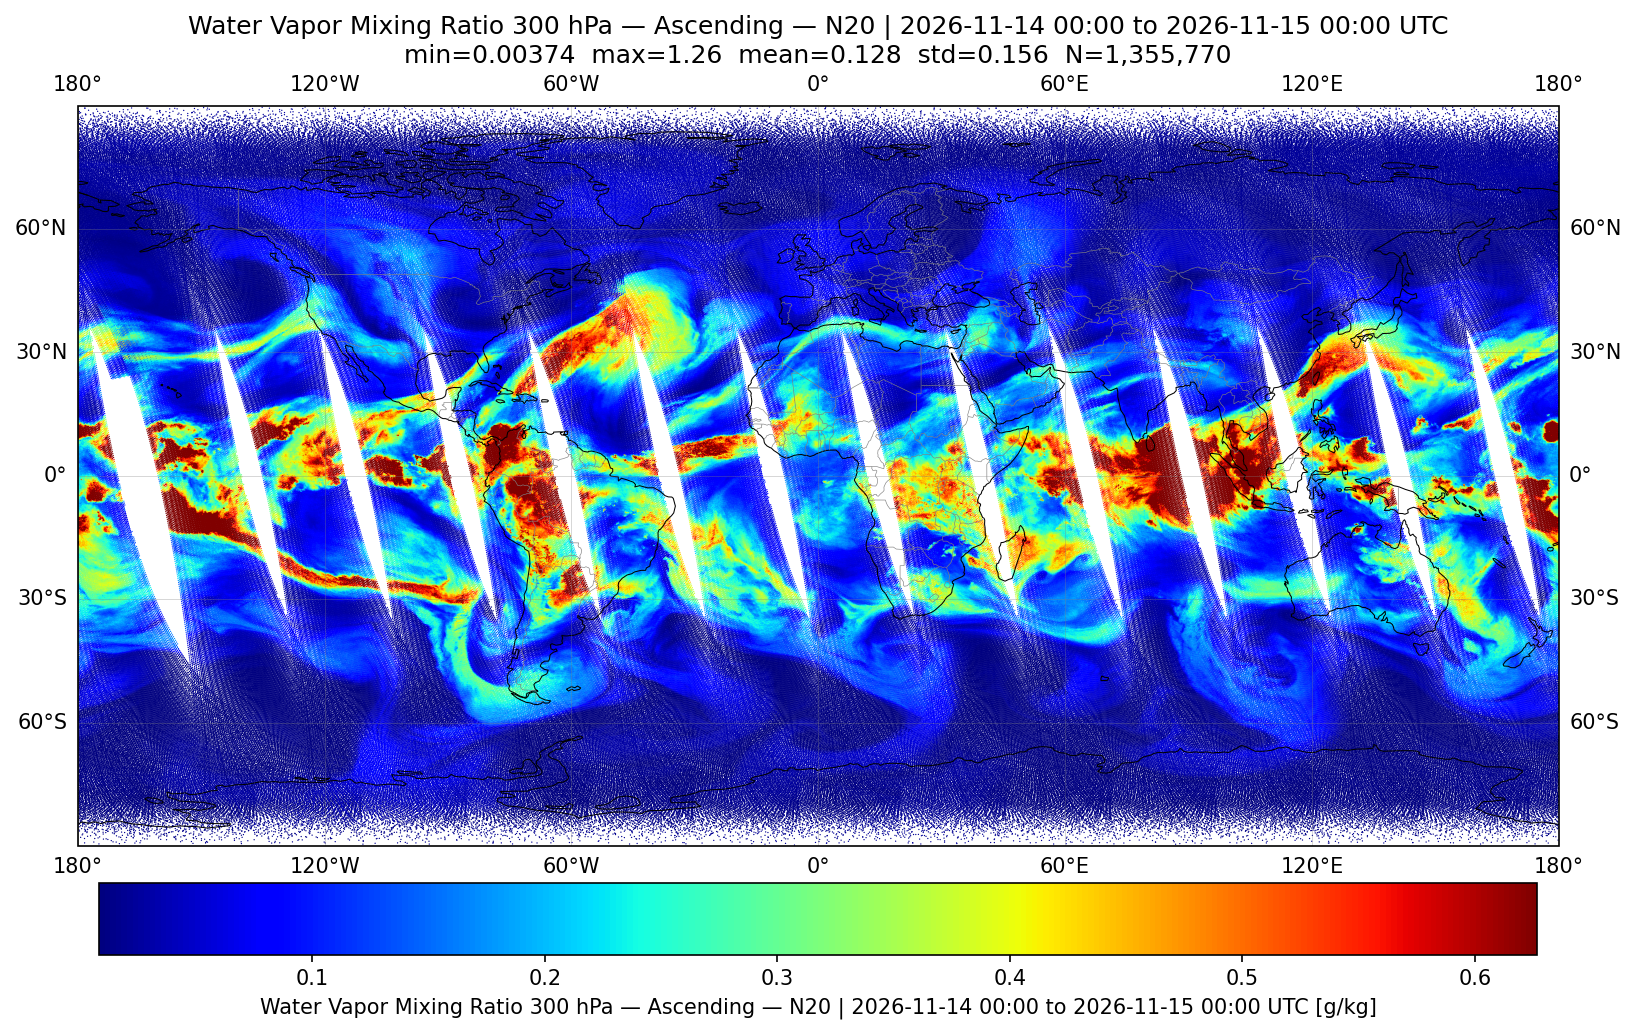 Water Vapor Mixing Ratio 300 hPa — Ascending — N20 | 2026-11-14 00:00 to 2026-11-15 00:00 UTC
min=0.00374  max=1.26  mean=0.128  std=0.156  N=1,355,770
180° 120°W 60°W 0° 60°E 120°E 180°
60°N 60°N
30°N 30°N
0° 0°
30°S 30°S
60°S 60°S
180° 120°W 60°W 0° 60°E 120°E 180°
0.1 0.2 0.3 0.4 0.5 0.6
Water Vapor Mixing Ratio 300 hPa — Ascending — N20 | 2026-11-14 00:00 to 2026-11-15 00:00 UTC [g/kg]